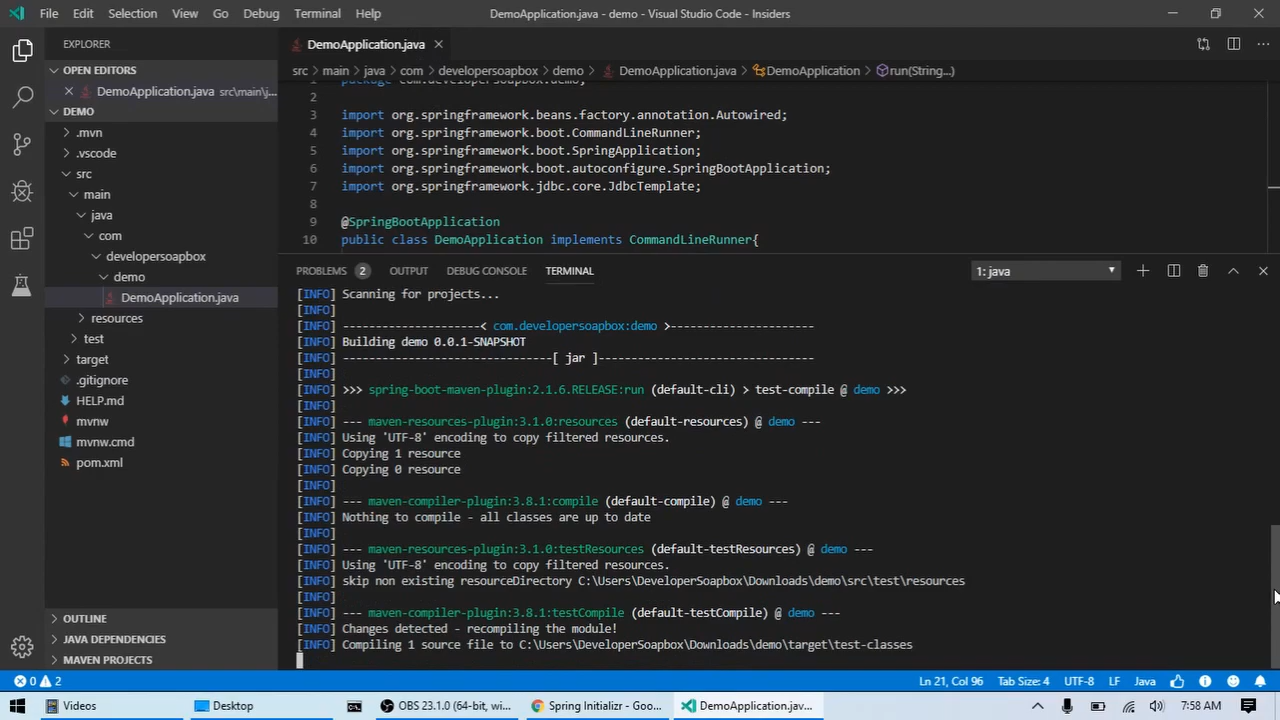 File Edit Selection View Go Debug Terminal Help
DemoApplication.java - demo - Visual Studio Code - Insiders
EXPLORER
OPEN EDITORS
DemoApplication.java src\main\j...
DEMO
.mvn
.vscode
src
main
java
com
developersoapbox
demo
DemoApplication.java
resources
test
target
.gitignore
HELP.md
mvnw
mvnw.cmd
pom.xml
OUTLINE
JAVA DEPENDENCIES
MAVEN PROJECTS
DemoApplication.java
src > main > java > com > developersoapbox > demo > DemoApplication.java > DemoApplication > run(String...)
1 package com.developersoapbox.demo;
2
3 import org.springframework.beans.factory.annotation.Autowired;
4 import org.springframework.boot.CommandLineRunner;
5 import org.springframework.boot.SpringApplication;
6 import org.springframework.boot.autoconfigure.SpringBootApplication;
7 import org.springframework.jdbc.core.JdbcTemplate;
8
9 @SpringBootApplication
10 public class DemoApplication implements CommandLineRunner{
PROBLEMS 2 OUTPUT DEBUG CONSOLE TERMINAL 1: java
[INFO] Scanning for projects...
[INFO]
[INFO] ---------------------< com.developersoapbox:demo >----------------------
[INFO] Building demo 0.0.1-SNAPSHOT
[INFO] --------------------------------[ jar ]---------------------------------
[INFO]
[INFO] >>> spring-boot-maven-plugin:2.1.6.RELEASE:run (default-cli) > test-compile @ demo >>>
[INFO]
[INFO] --- maven-resources-plugin:3.1.0:resources (default-resources) @ demo ---
[INFO] Using 'UTF-8' encoding to copy filtered resources.
[INFO] Copying 1 resource
[INFO] Copying 0 resource
[INFO]
[INFO] --- maven-compiler-plugin:3.8.1:compile (default-compile) @ demo ---
[INFO] Nothing to compile - all classes are up to date
[INFO]
[INFO] --- maven-resources-plugin:3.1.0:testResources (default-testResources) @ demo ---
[INFO] Using 'UTF-8' encoding to copy filtered resources.
[INFO] skip non existing resourceDirectory C:\Users\DeveloperSoapbox\Downloads\demo\src\test\resources
[INFO]
[INFO] --- maven-compiler-plugin:3.8.1:testCompile (default-testCompile) @ demo ---
[INFO] Changes detected - recompiling the module!
[INFO] Compiling 1 source file to C:\Users\DeveloperSoapbox\Downloads\demo\target\test-classes
0 2 Ln 21, Col 96 Tab Size: 4 UTF-8 LF Java
Videos Desktop OBS 23.1.0 (64-bit, w... Spring Initializr - Goo... DemoApplication.jav... 7:58 AM